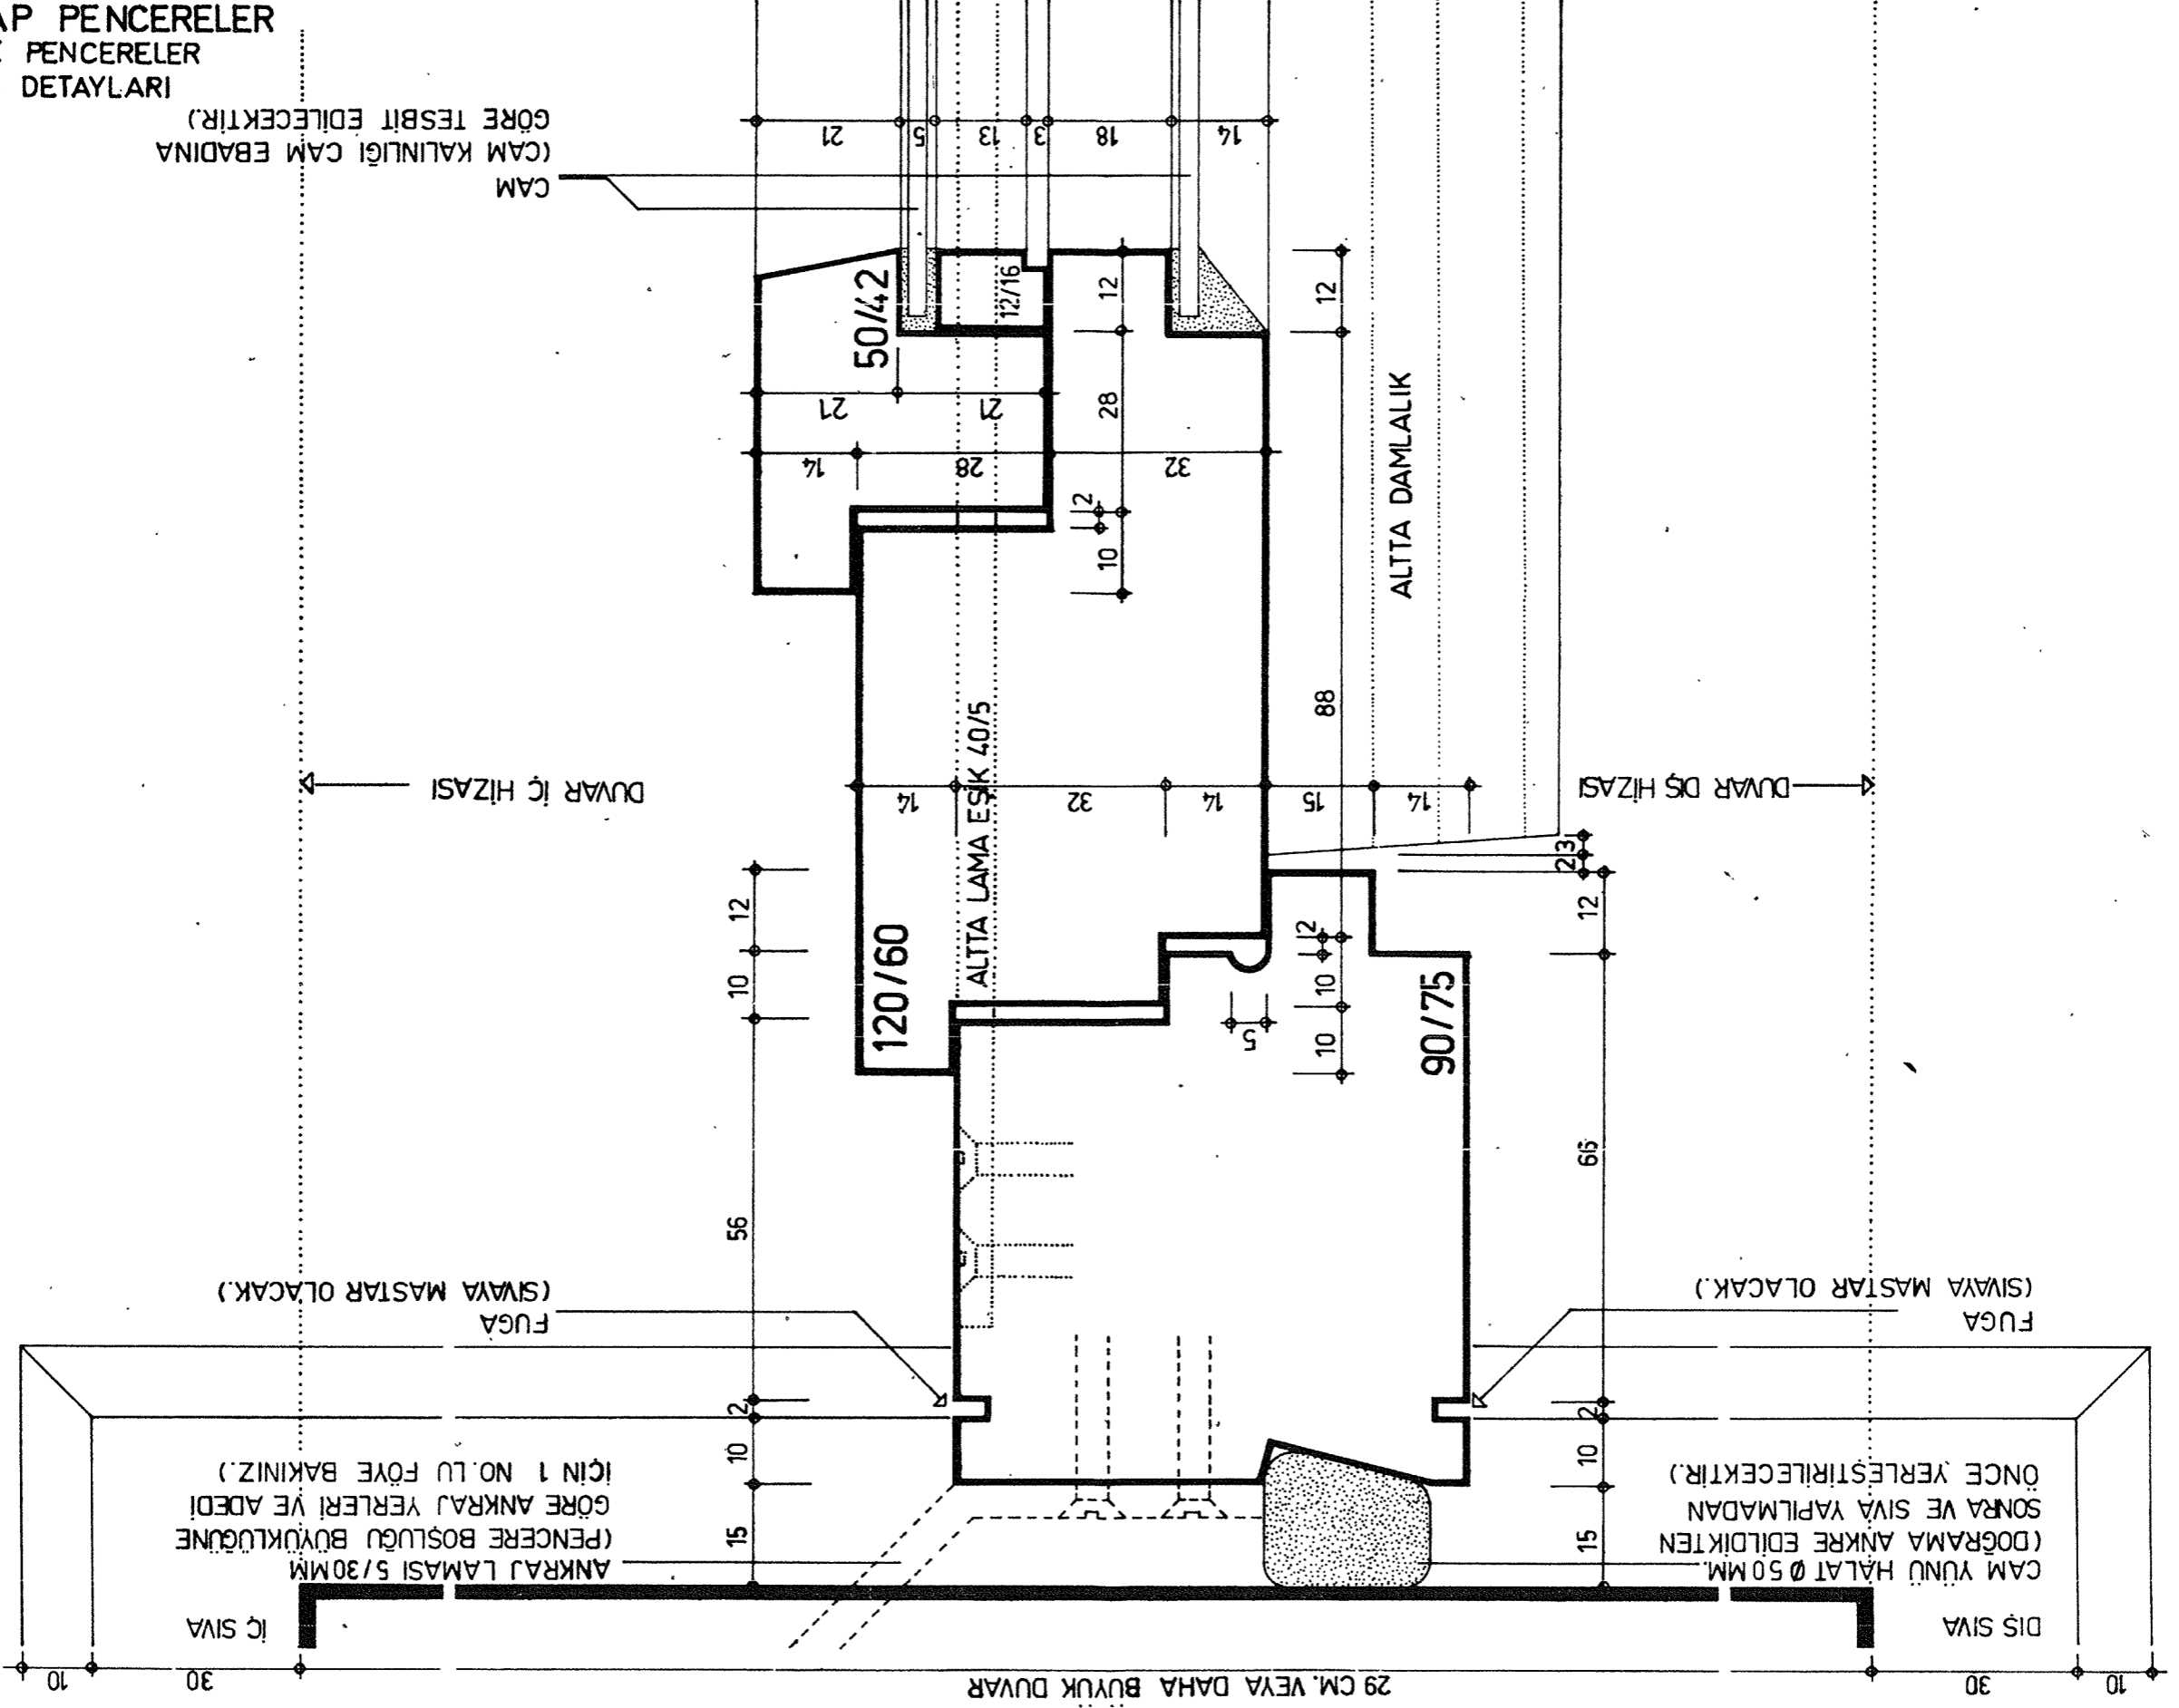 AP PENCERELER
PENCERELER
DETAYLARI
CAM
(CAM KALINLIĞI CAM EBADINA
GÖRE TESBİT EDİLECEKTİR.)
21
5
13
3
18
14
50/42
12/16
12
28
2
10
12
21
21
14
28
32
ALTTA DAMLALIK
88
ALTTA LAMA EŞİK 40/5
DUVAR İÇ HİZASI
DUVAR DIŞ HİZASI
14
32
14
15
14
3
2
12
66
2
10
15
12
10
56
2
10
15
120/60
90/75
2
10
10
5
FUGA
(SIVAYA MASTAR OLACAK.)
FUGA
(SIVAYA MASTAR OLACAK.)
ANKRAJ LAMASI 5/30MM
(PENCERE BOŞLUĞU BÜYÜKLÜĞÜNE
GÖRE ANKRAJ YERLERİ VE ADEDİ
İÇİN 1 NO.LU FÖYE BAKINIZ.)
CAM YÜNÜ HALAT Ø50MM.
(DOĞRAMA ANKRE EDİLDİKTEN
SONRA VE SIVA YAPILMADAN
ÖNCE YERLEŞTİRİLECEKTİR.)
İÇ SIVA
DIŞ SIVA
10
30
29 CM. VEYA DAHA BÜYÜK DUVAR
30
10